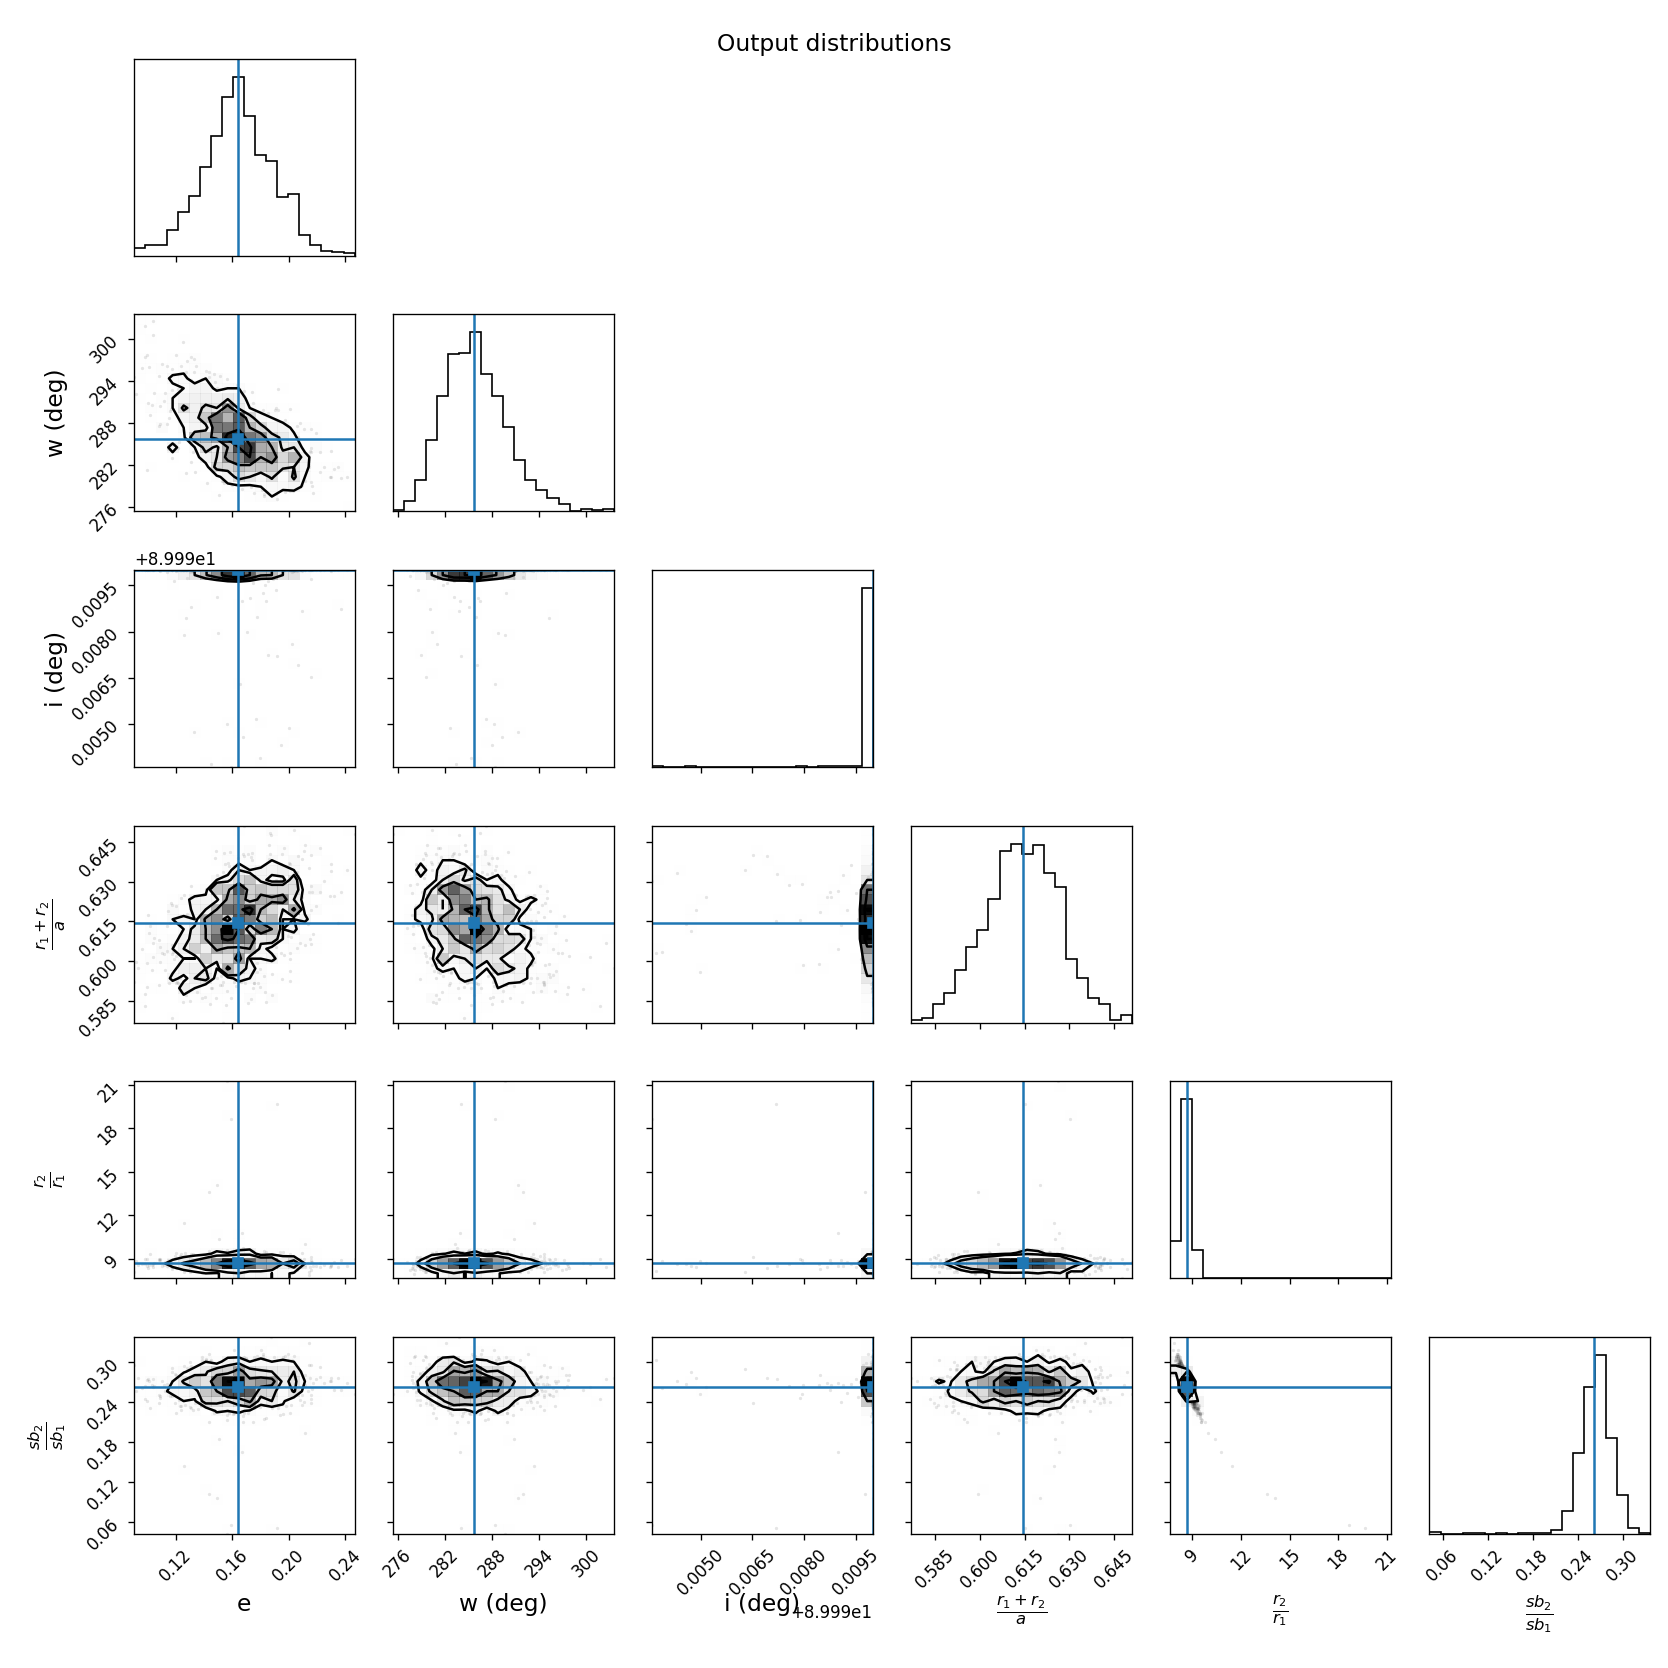 Output distributions
w (deg)
300
294
288
282
276
+8.999e1
i (deg)
0.0095
0.0080
0.0065
0.0050
r1 + r2
a
0.645
0.630
0.615
0.600
0.585
r2
r1
21
18
15
12
9
sb2
sb1
0.30
0.24
0.18
0.12
0.06
0.12 0.16 0.20 0.24
276 282 288 294 300
0.0050 0.0065 0.0080 0.0095
0.585 0.600 0.615 0.630 0.645
9 12 15 18 21
0.06 0.12 0.18 0.24 0.30
e
w (deg)
i (deg)
+8.999e1
r1 + r2
a
r2
r1
sb2
sb1